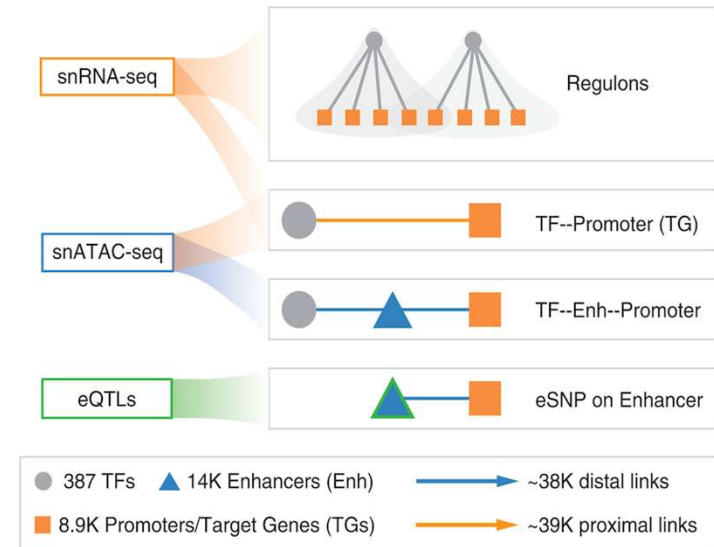 snRNA-seq
Regulons
TF--Promoter (TG)
snATAC-seq
TF--Enh--Promoter
eQTLs
eSNP on Enhancer
387 TFs 14K Enhancers (Enh) ~38K distal links
8.9K Promoters/Target Genes (TGs) ~39K proximal links